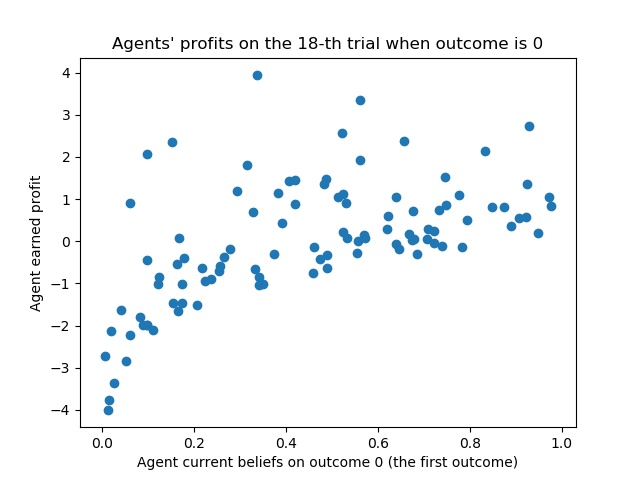 Agents' profits on the 18-th trial when outcome is 0
Agent earned profit
4
3
2
1
0
−1
−2
−3
−4
0.0 0.2 0.4 0.6 0.8 1.0
Agent current beliefs on outcome 0 (the first outcome)